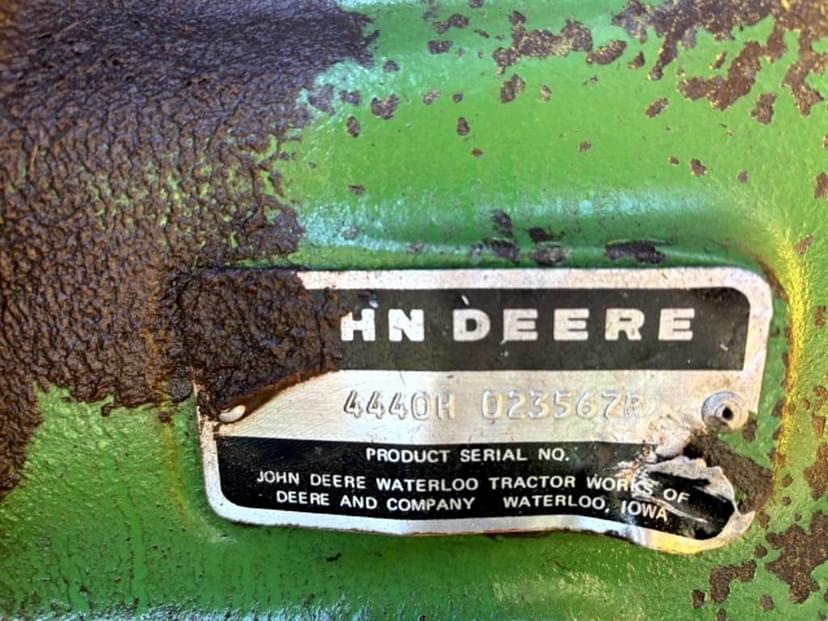 HN DEERE
4440H 023567R
PRODUCT SERIAL NO.
JOHN DEERE WATERLOO TRACTOR WORKS OF
DEERE AND COMPANY WATERLOO, IOWA